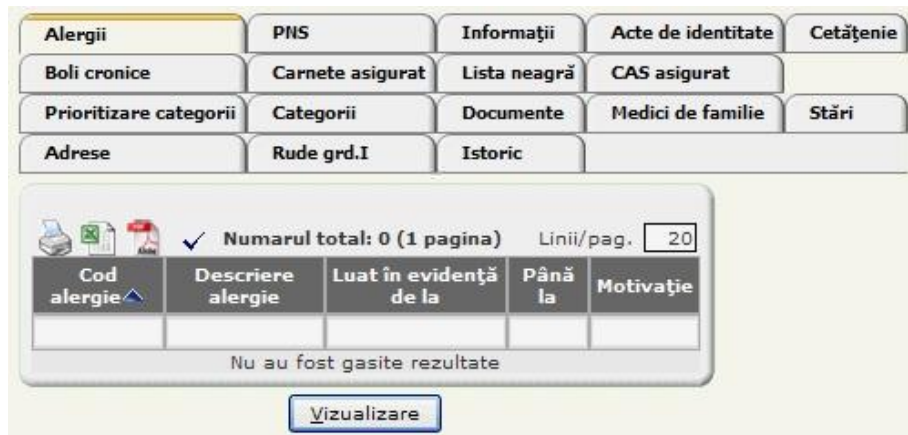 Alergii PNS Informații Acte de identitate Cetățenie
Boli cronice Carnete asigurat Lista neagră CAS asigurat
Prioritizare categorii Categorii Documente Medici de familie Stări
Adrese Rude grd.I Istoric
Numarul total: 0 (1 pagina) Linii/pag. 20
Cod alergie Descriere alergie Luat în evidență de la Până la Motivație
Nu au fost gasite rezultate
Vizualizare